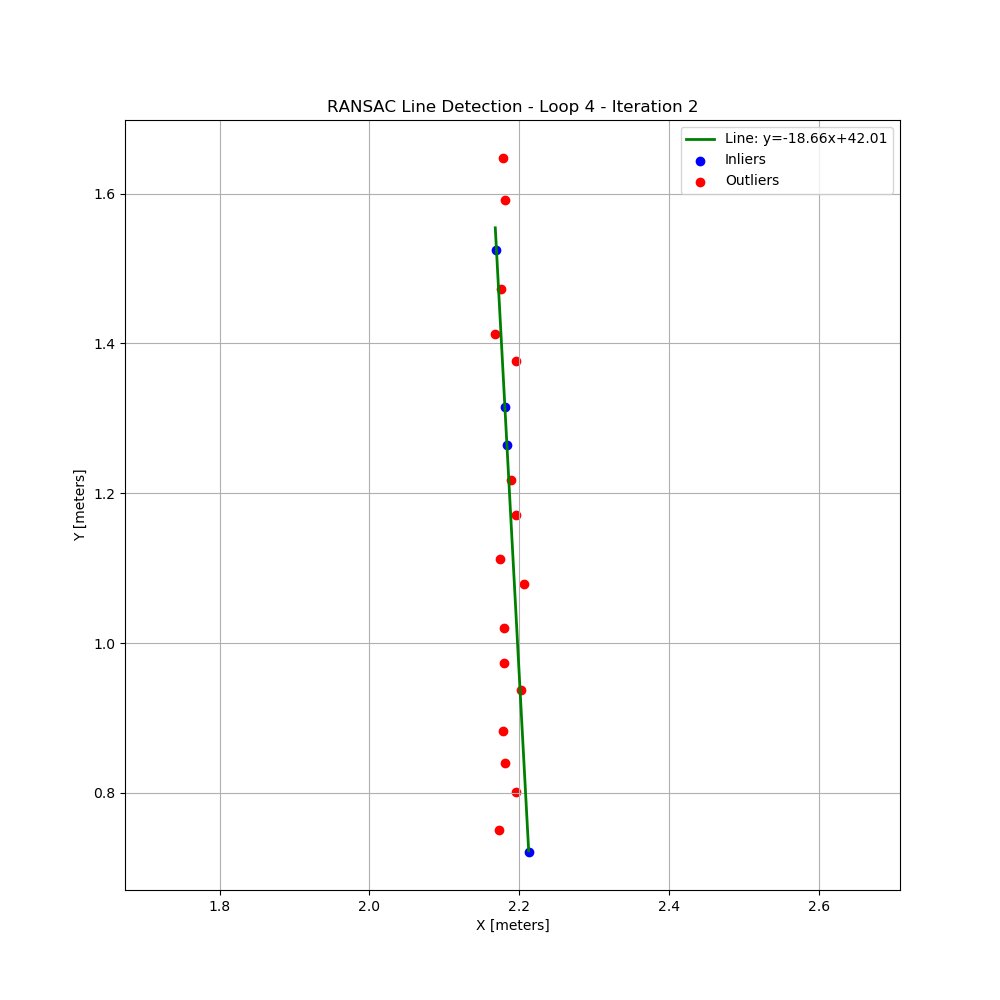 RANSAC Line Detection - Loop 4 - Iteration 2
Line: y=-18.66x+42.01
Inliers
Outliers
1.6
1.4
1.2
1.0
0.8
Y [meters]
1.8 2.0 2.2 2.4 2.6
X [meters]